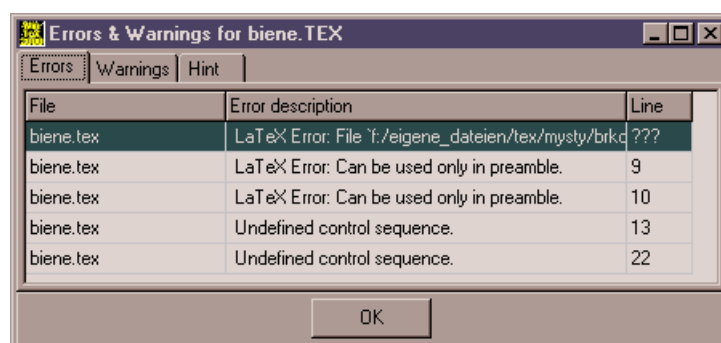 Errors & Warnings for biene.TEX
Errors Warnings Hint
File Error description Line
biene.tex LaTeX Error: File `f:/eigene_dateien/tex/mysty/brkc ???
biene.tex LaTeX Error: Can be used only in preamble. 9
biene.tex LaTeX Error: Can be used only in preamble. 10
biene.tex Undefined control sequence. 13
biene.tex Undefined control sequence. 22
OK